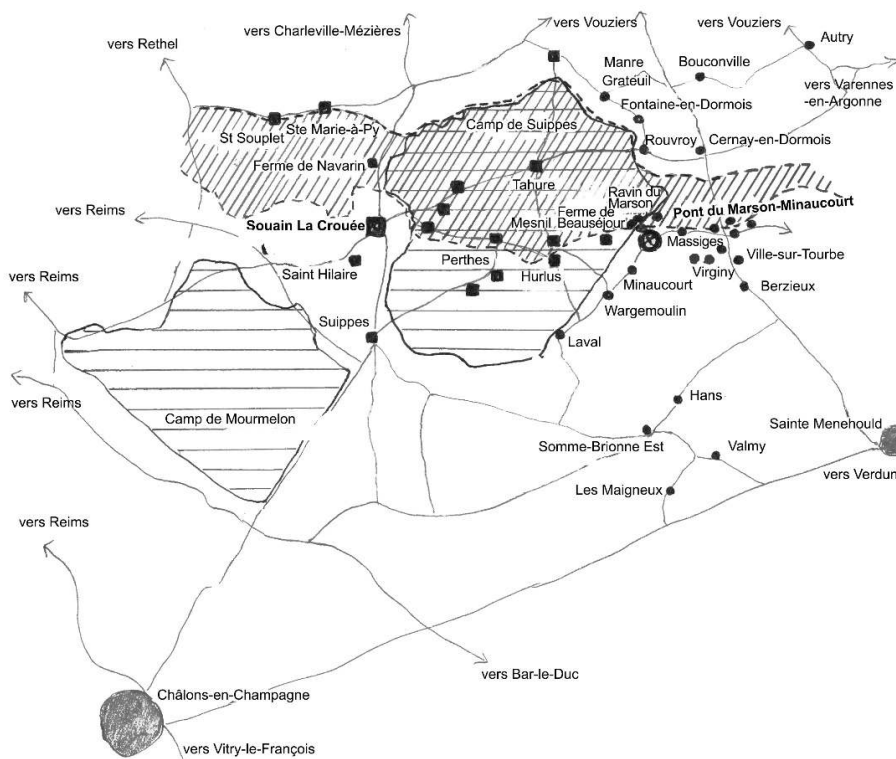 vers Rethel
vers Charleville-Mézières
vers Vouziers
vers Vouziers
Autry
Manre
Bouconville
Grateuil
vers Varennes
-en-Argonne
Fontaine-en-Dormois
St Souplet
Ste Marie-à-Py
Camp de Suippes
Rouvroy
Cernay-en-Dormois
Ferme de Navarin
Tahure
Ravin du
Marson
vers Reims
Souain La Crouée
Mesnil
Ferme de
Beauséjour
Pont du Marson-Minaucourt
Massiges
Saint Hilaire
Perthes
Hurlus
Minaucourt
Virginy
Ville-sur-Tourbe
vers Reims
Wargemoulin
Berzieux
Suippes
Laval
vers Reims
Camp de Mourmelon
Hans
Sainte Menehould
Somme-Brionne Est
Valmy
vers Verdun
Les Maigneux
vers Reims
vers Bar-le-Duc
Châlons-en-Champagne
vers Vitry-le-François